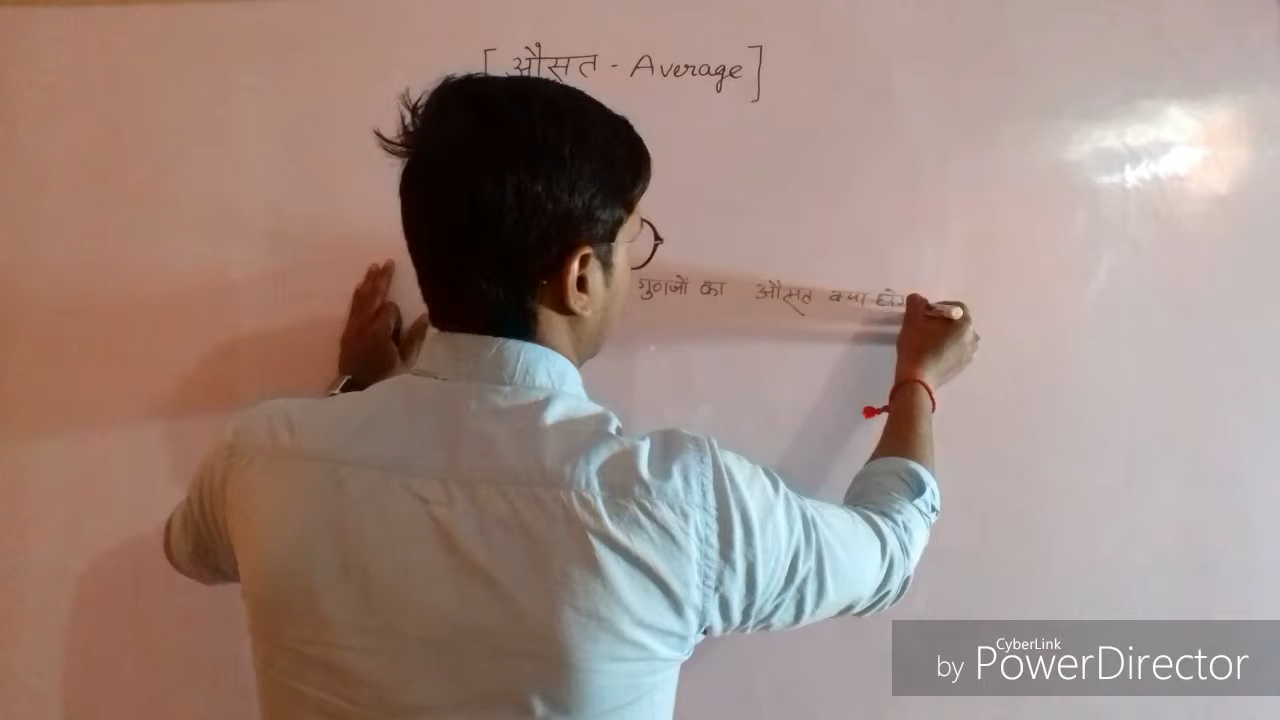 [औसत - Average]
गुणजों का औसत क्या
CyberLink
by PowerDirector